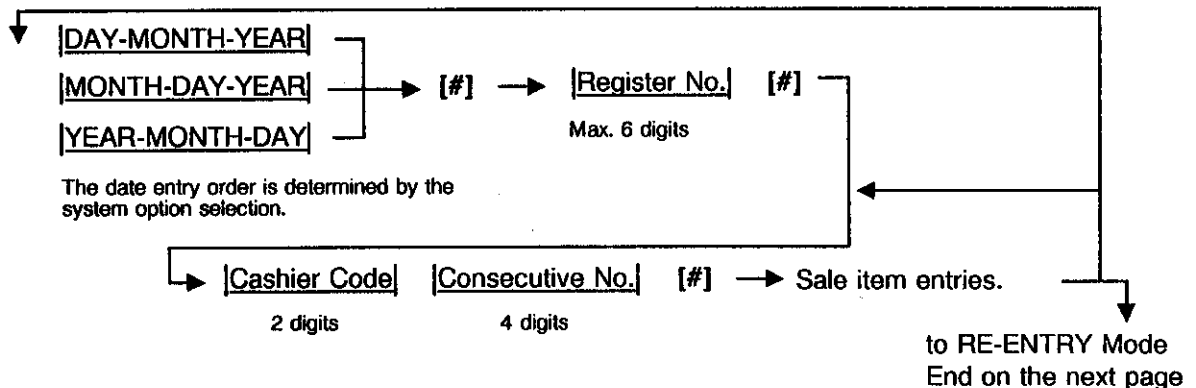 |DAY-MONTH-YEAR|
|MONTH-DAY-YEAR| [#] |Register No.| [#]
|YEAR-MONTH-DAY| Max. 6 digits
The date entry order is determined by the
system option selection.
|Cashier Code| |Consecutive No.| [#] Sale item entries.
2 digits 4 digits
to RE-ENTRY Mode
End on the next page